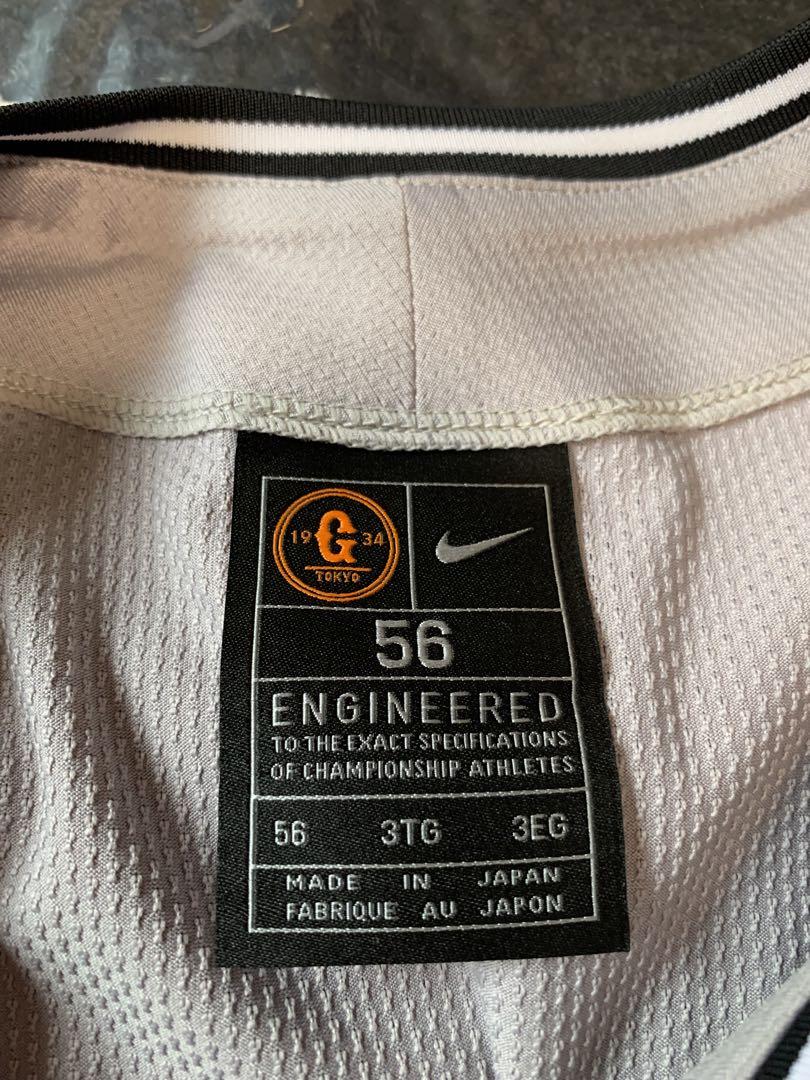 19 G 34
TOKYO
56
ENGINEERED
TO THE EXACT SPECIFICATIONS
OF CHAMPIONSHIP ATHLETES
56 3TG 3EG
MADE IN JAPAN
FABRIQUE AU JAPON